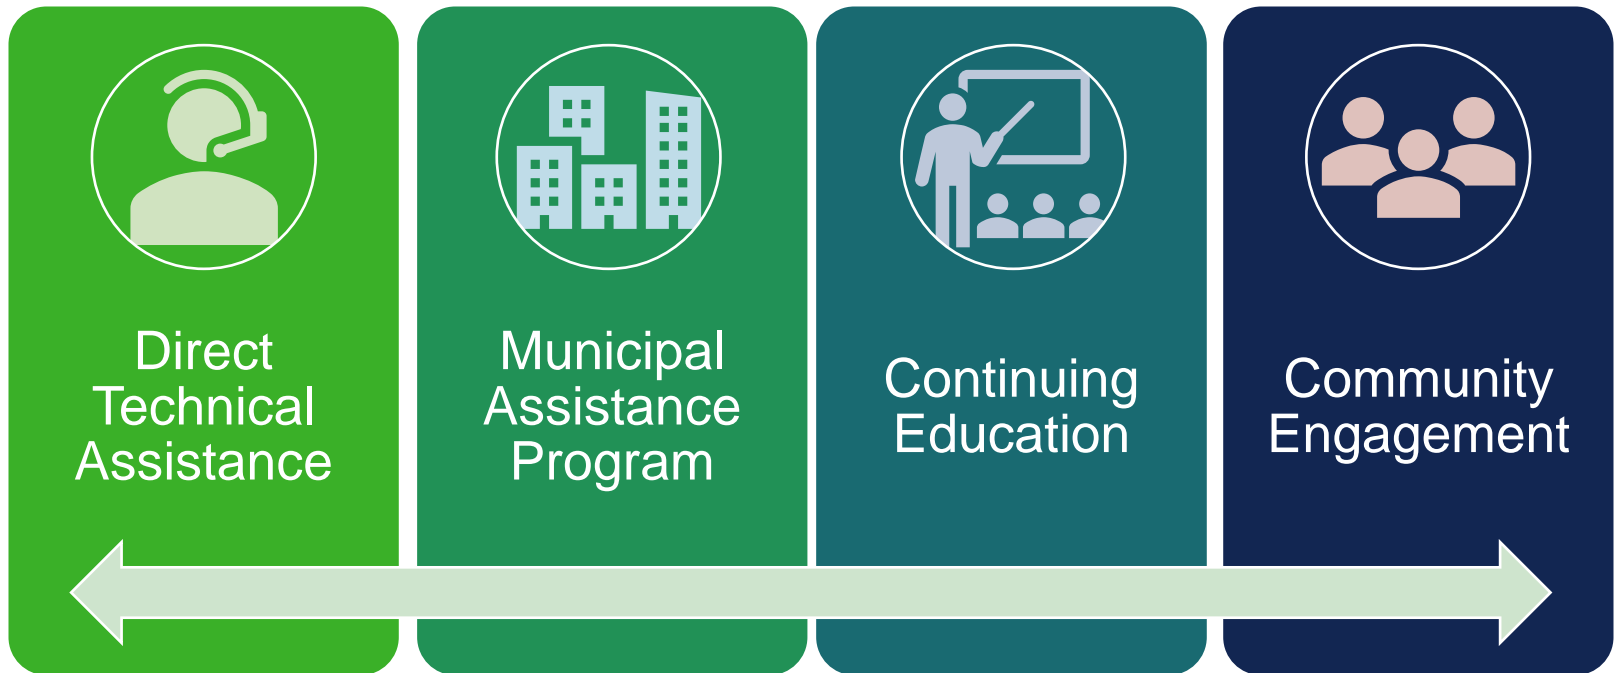 Direct
Technical
Assistance
Municipal
Assistance
Program
Continuing
Education
Community
Engagement